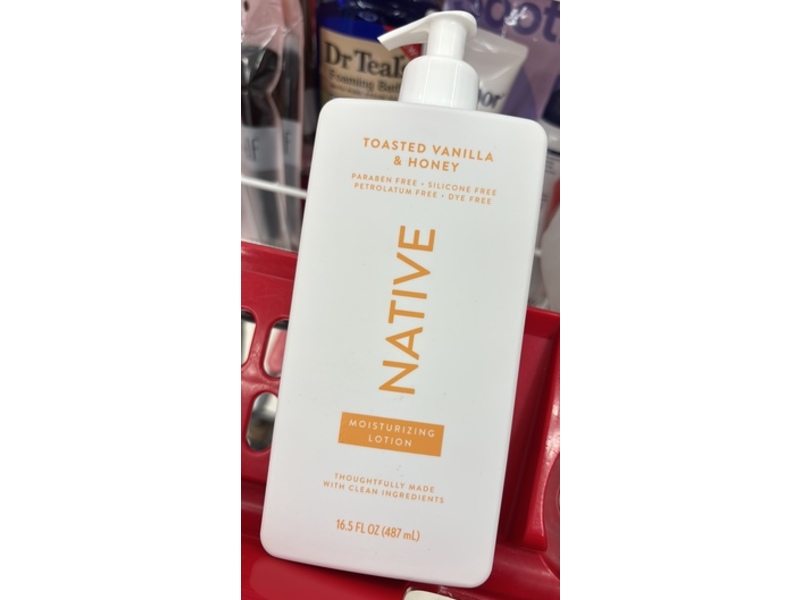 Dr Teal's
Foaming Bath
TOASTED VANILLA
& HONEY
PARABEN FREE • SILICONE FREE
PETROLATUM FREE • DYE FREE
NATIVE
MOISTURIZING
LOTION
THOUGHTFULLY MADE
WITH CLEAN INGREDIENTS
16.5 FL OZ (487 mL)